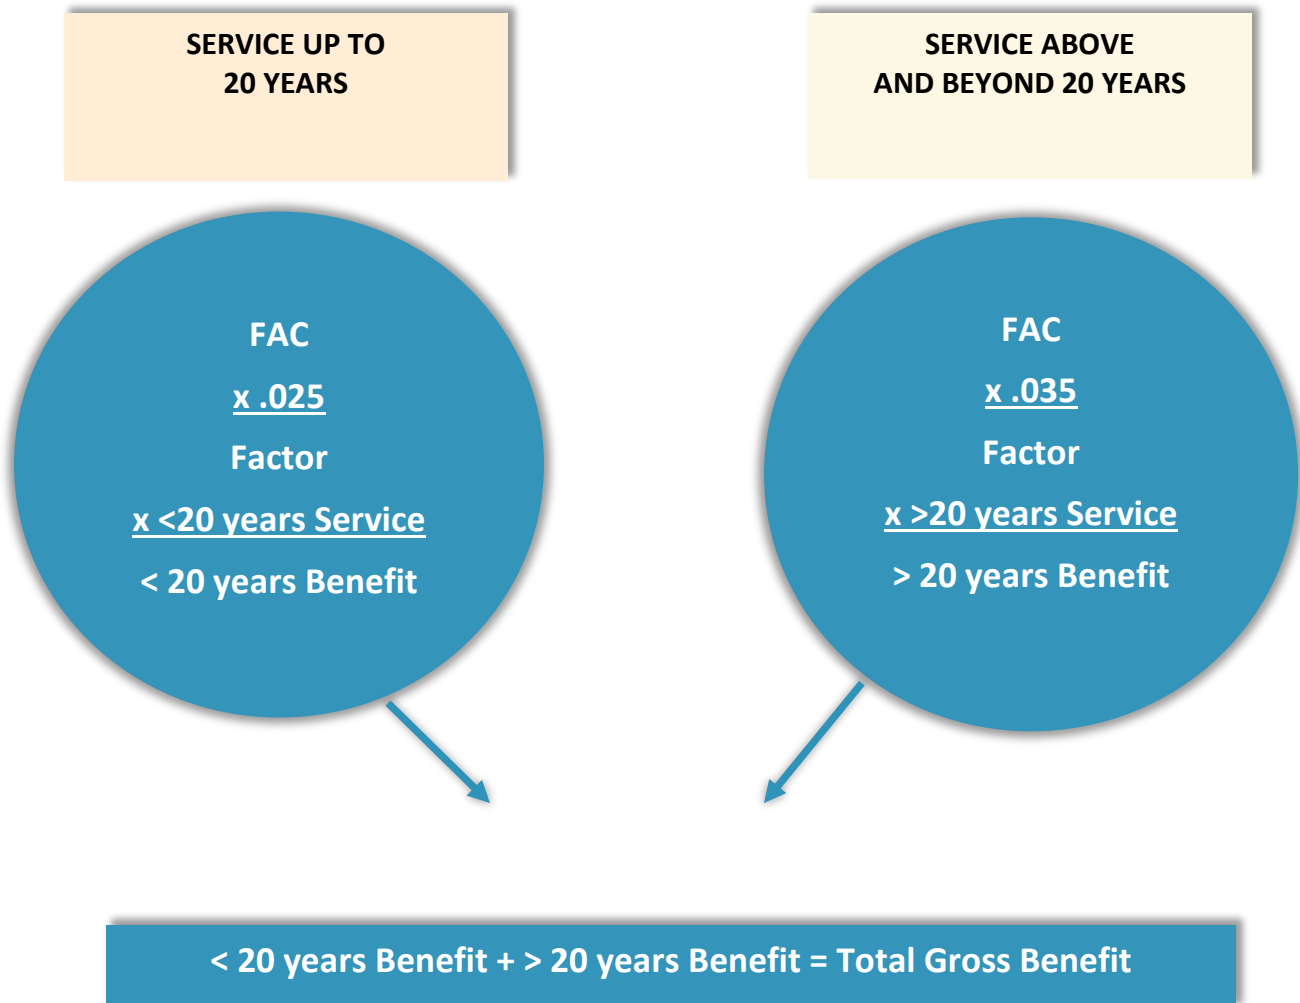 SERVICE UP TO
20 YEARS
SERVICE ABOVE
AND BEYOND 20 YEARS
FAC
x .025
Factor
x <20 years Service
< 20 years Benefit
FAC
x .035
Factor
x >20 years Service
> 20 years Benefit
< 20 years Benefit + > 20 years Benefit = Total Gross Benefit